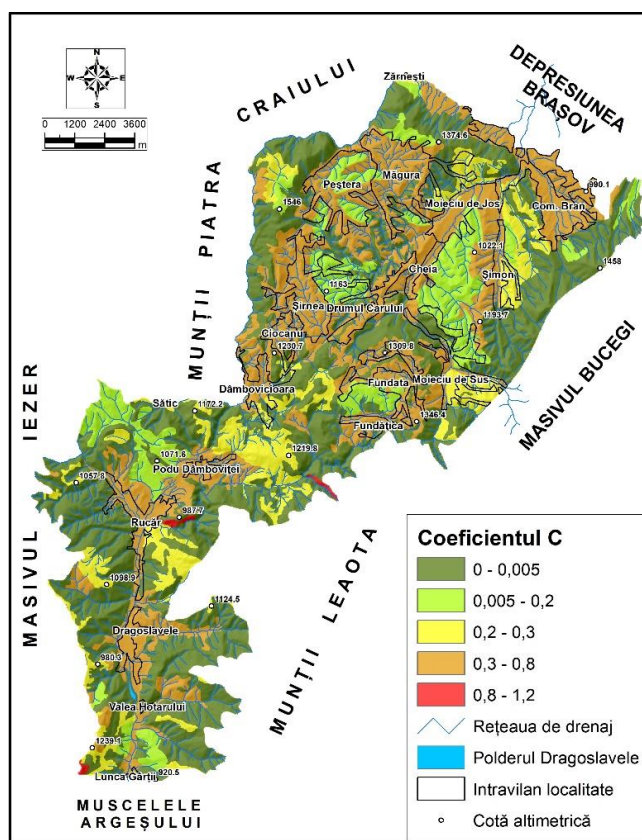 N
W E
S
0 1200 2400 3600
m
DEPRESIUNEA
BRAȘOV
MUNȚII PIATRA CRAIULUI
Zărnești
1374.6
Măgura
Peștera
990.1
Moieciu de Jos
Com. Bran
1546
1022.1
1458
Cheia
Șimon
1163
Șirnea
Drumul Carului
1193.7
Ciocanu
1230.7
1309.8
MASIVUL BUCEGI
Moieciu de Sus
Dâmbovicioara
Fundata
Sătic
1172.2
1346.4
Fundățica
MASIVUL IEZER
1219.8
1071.6
Podu Dâmboviței
1057.8
987.7
Rucăr
MUNȚII LEAOTA
1098.9
1124.5
Dragoslavele
980.3
Valea Hotarului
1239.1
920.5
Lunca Gârții
MUSCELELE
ARGEȘULUI
Coeficientul C
0 - 0,005
0,005 - 0,2
0,2 - 0,3
0,3 - 0,8
0,8 - 1,2
Rețeaua de drenaj
Polderul Dragoslavele
Intravilan localitate
Cotă altimetrică